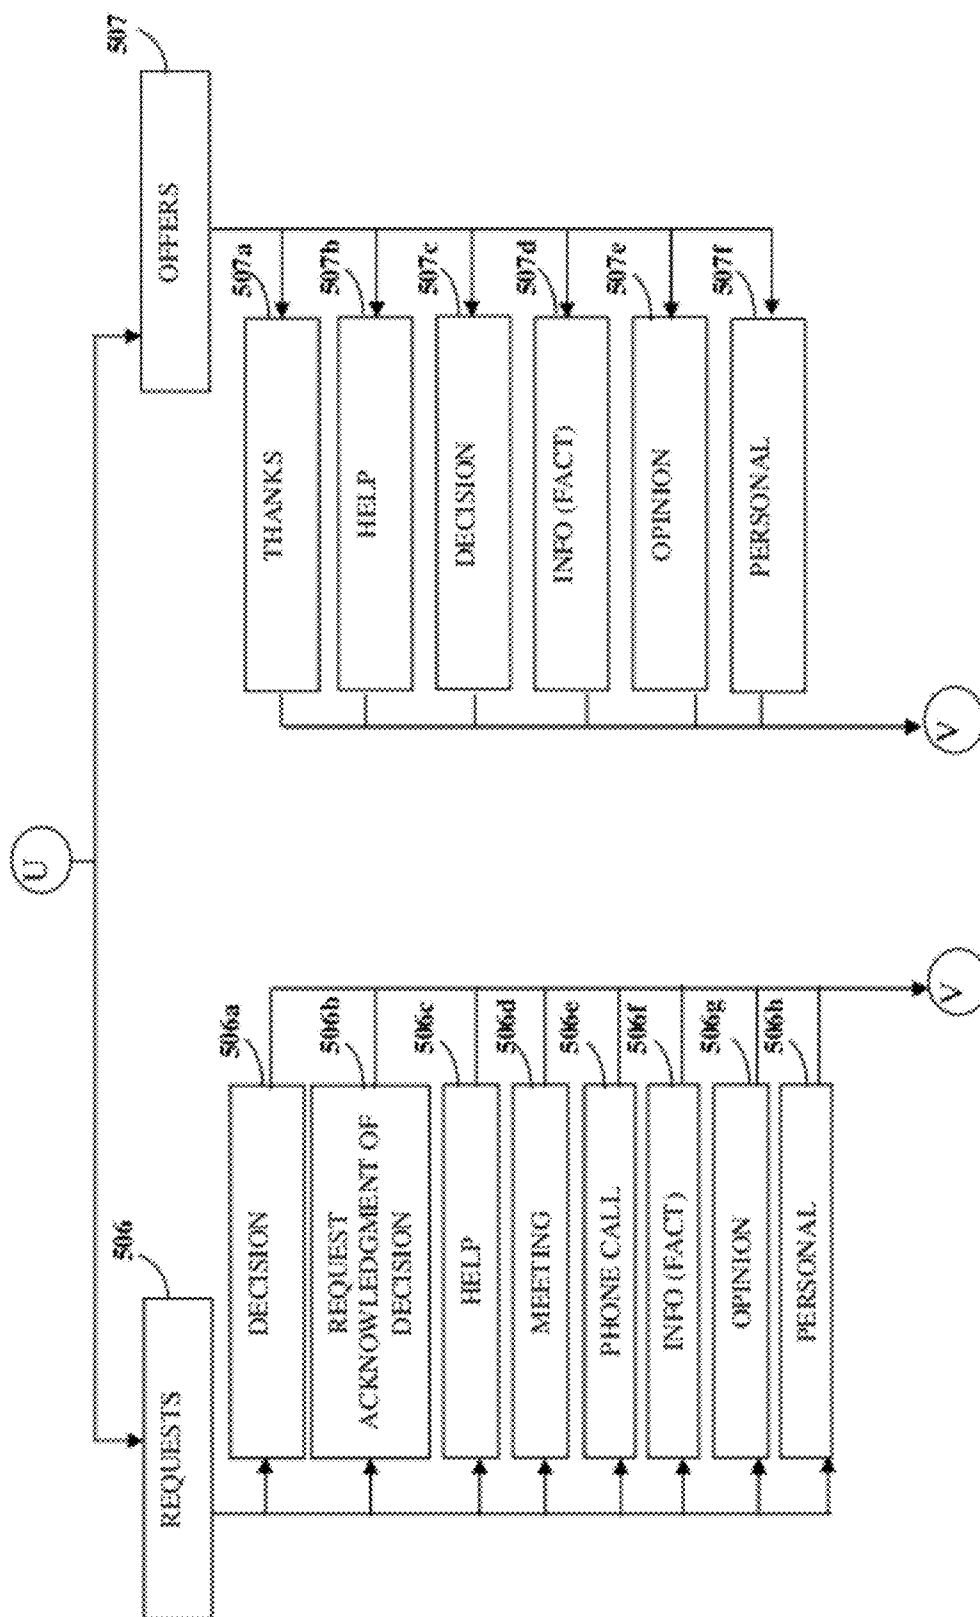 U
506
REQUESTS
506a
DECISION
506b
REQUEST
ACKNOWLEDGMENT OF
DECISION
506c
HELP
506d
MEETING
506e
PHONE CALL
506f
INFO (FACT)
506g
OPINION
506h
PERSONAL
V
507
OFFERS
507a
THANKS
507b
HELP
507c
DECISION
507d
INFO (FACT)
507e
OPINION
507f
PERSONAL
V